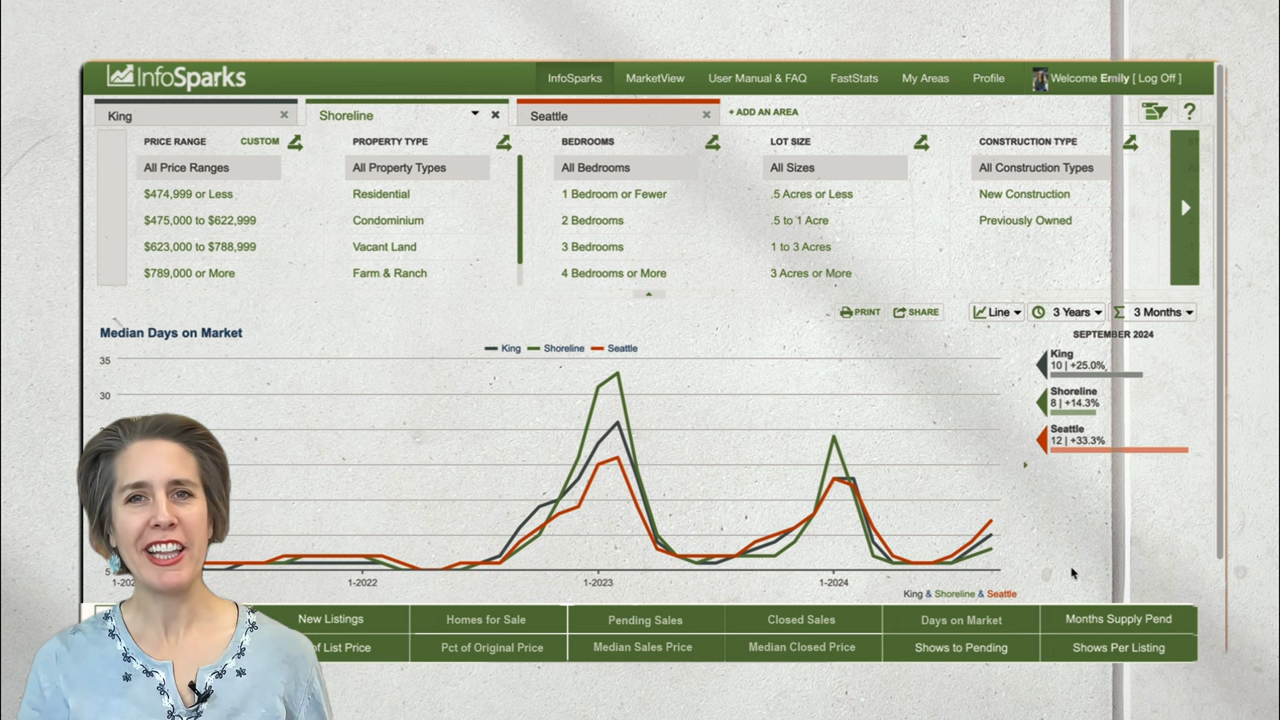 InfoSparks
InfoSparks MarketView User Manual & FAQ FastStats My Areas Profile Welcome Emily [ Log Off ]
King × Shoreline × Seattle × + ADD AN AREA ?
PRICE RANGE CUSTOM PROPERTY TYPE BEDROOMS LOT SIZE CONSTRUCTION TYPE
All Price Ranges All Property Types All Bedrooms All Sizes All Construction Types
$474,999 or Less Residential 1 Bedroom or Fewer .5 Acres or Less New Construction
$475,000 to $622,999 Condominium 2 Bedrooms .5 to 1 Acre Previously Owned
$623,000 to $788,999 Vacant Land 3 Bedrooms 1 to 3 Acres
$789,000 or More Farm & Ranch 4 Bedrooms or More 3 Acres or More
PRINT SHARE Line 3 Years Σ 3 Months
Median Days on Market
SEPTEMBER 2024
King Shoreline Seattle
35
30
5
King
10 | +25.0%
Shoreline
8 | +14.3%
Seattle
12 | +33.3%
1-2022 1-2023 1-2024
King & Shoreline & Seattle
New Listings Homes for Sale Pending Sales Closed Sales Days on Market Months Supply Pend
of List Price Pct of Original Price Median Sales Price Median Closed Price Shows to Pending Shows Per Listing